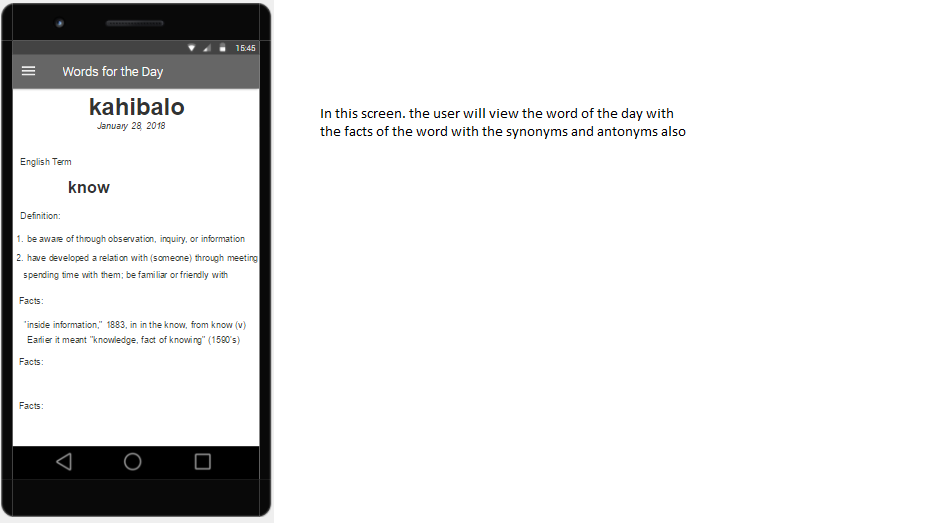 15:45
Words for the Day
kahibalo
January 28, 2018
English Term
know
Definition:
1. be aware of through observation, inquiry, or information
2. have developed a relation with (someone) through meeting
spending time with them; be familiar or friendly with
Facts:
"inside information," 1883, in in the know, from know (v)
Earlier it meant "knowledge, fact of knowing" (1590's)
Facts:
Facts:
In this screen. the user will view the word of the day with
the facts of the word with the synonyms and antonyms also